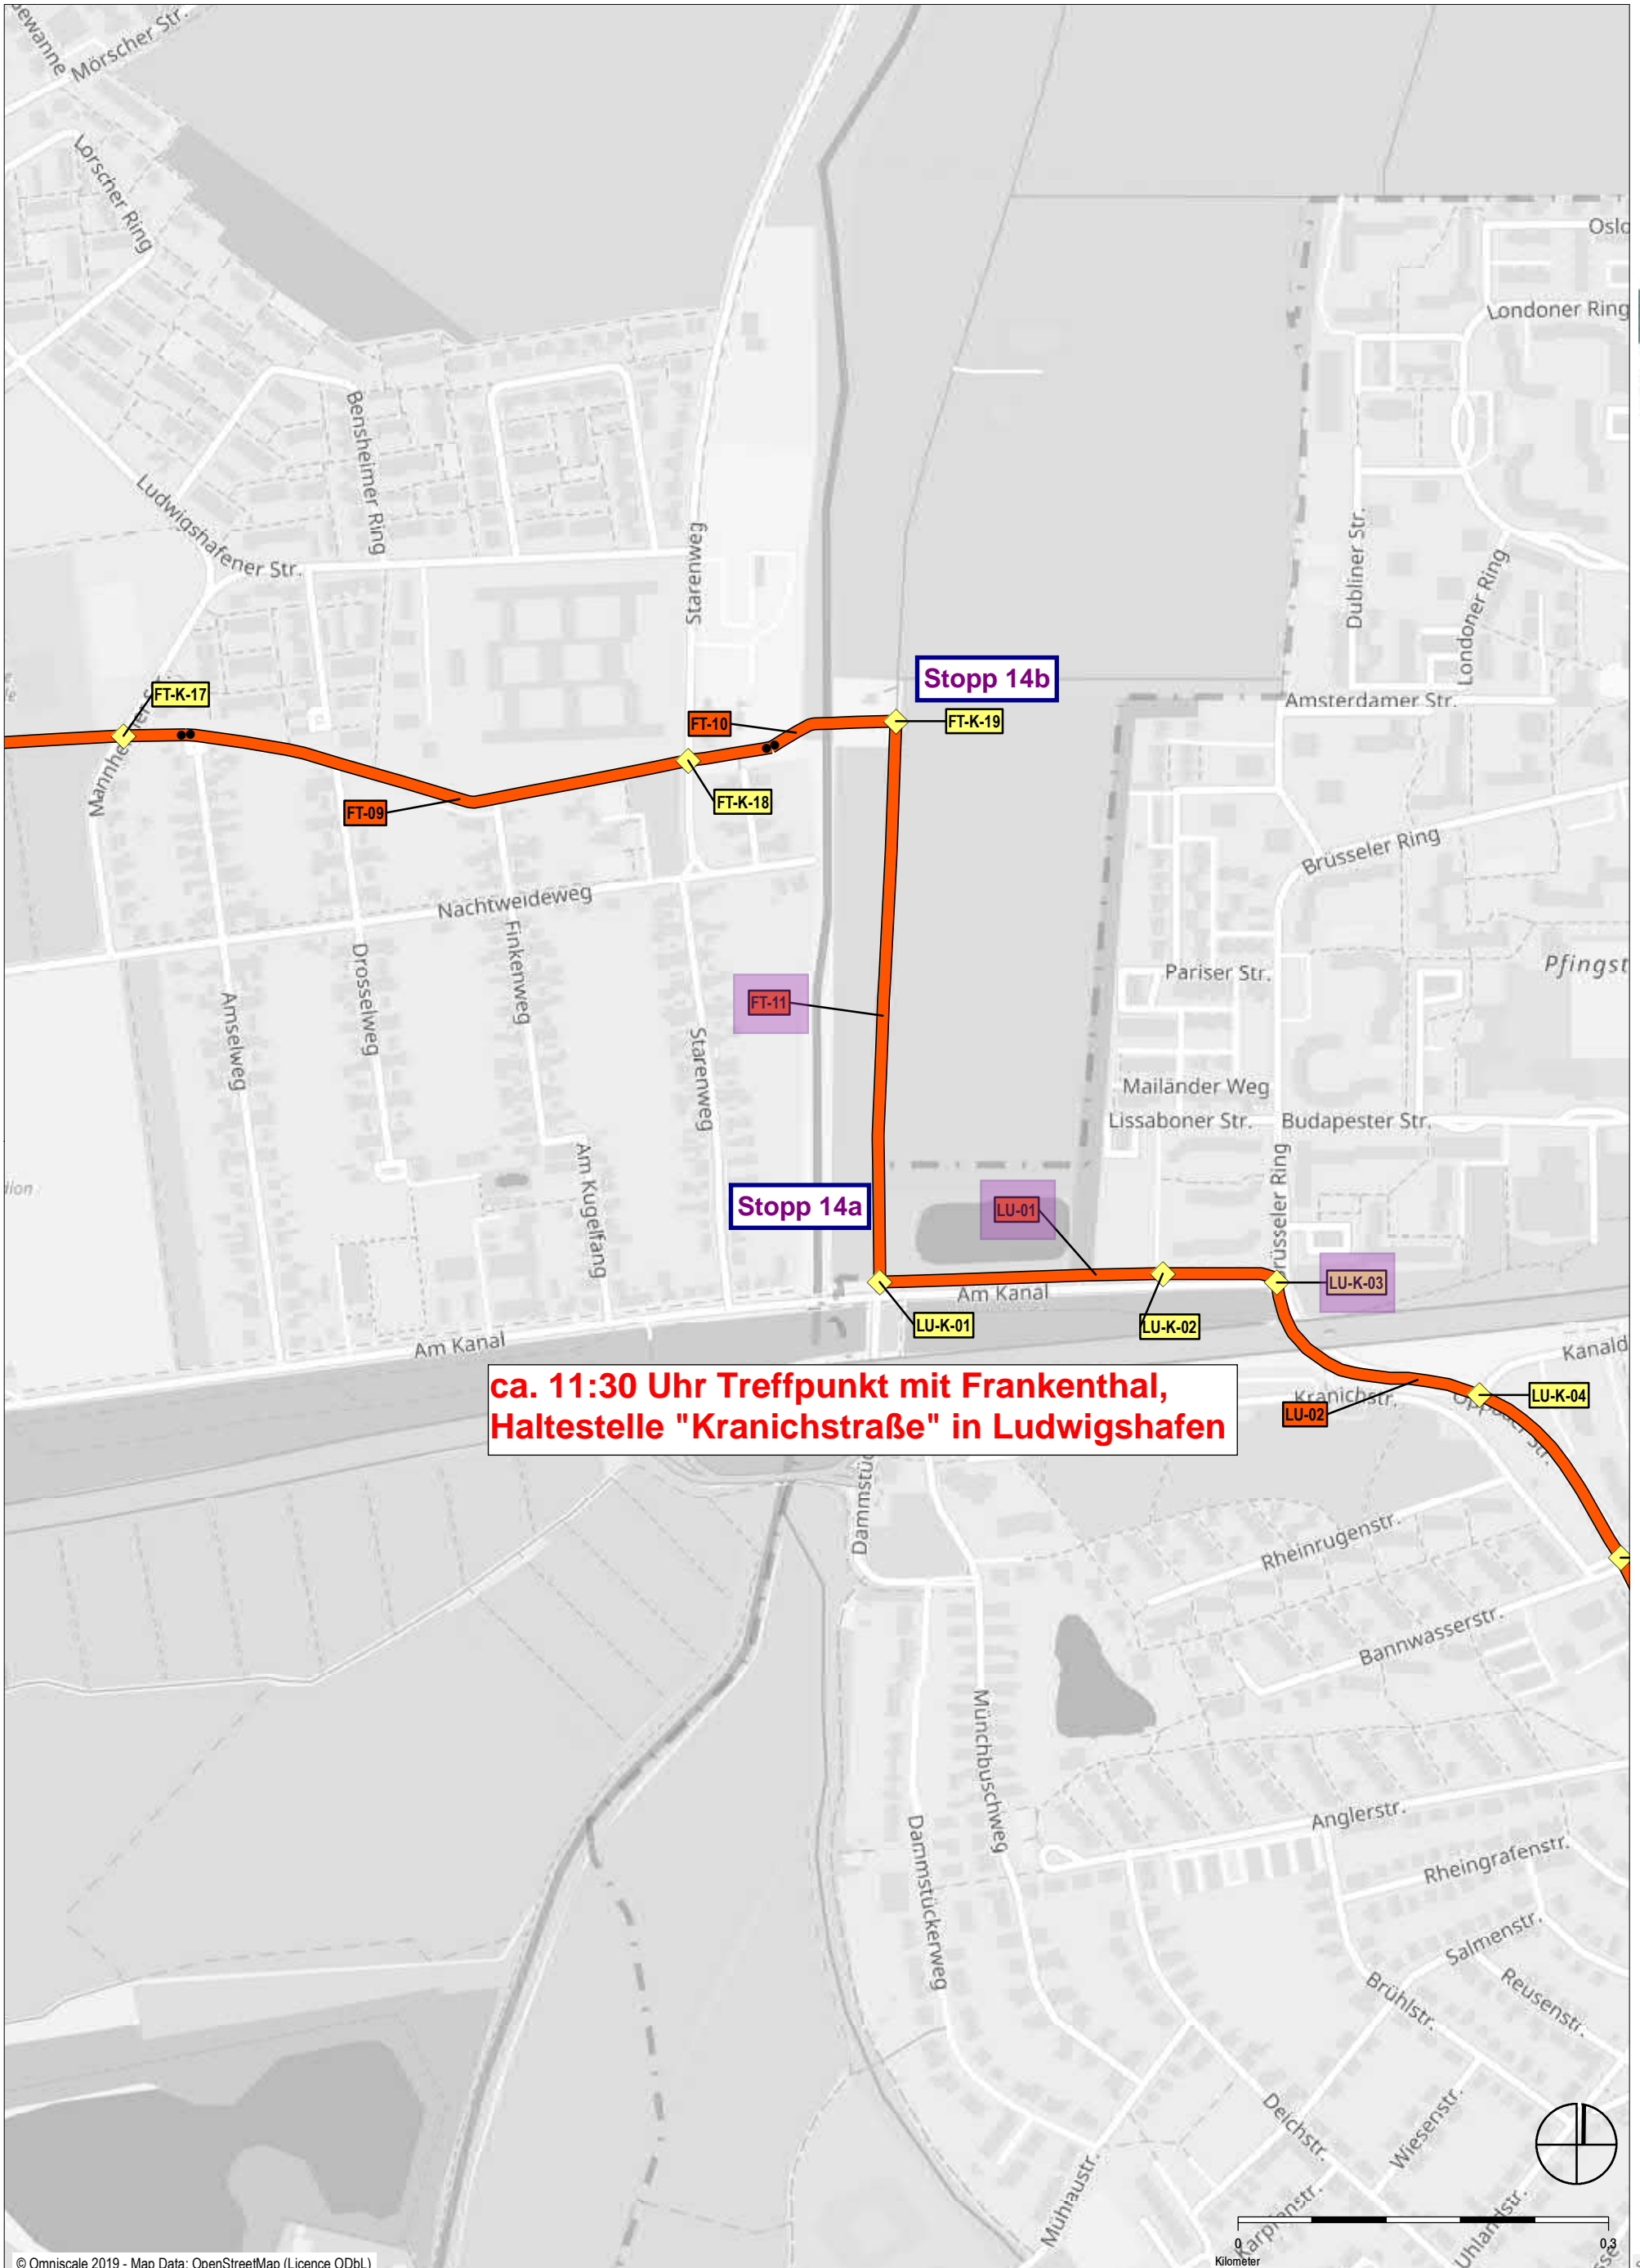 Mörscher Str.
Lorscher Ring
Oslo
Londoner Ring
Bensheimer Ring
Ludwigshafener Str.
Starenweg
Dubliner Str.
Londoner Ring
Stopp 14b
FT-K-17
FT-10
FT-K-19
Amsterdamer Str.
FT-K-18
FT-09
Brüsseler Ring
Nachtweideweg
Finkenweg
Drosselweg
Amselweg
Pariser Str.
Pfingst
FT-11
Starenweg
Mailänder Weg
Lissaboner Str.
Budapester Str.
Am Kugelfang
Stopp 14a
LU-01
LU-K-03
Am Kanal
LU-K-01
LU-K-02
Am Kanal
Kanald
ca. 11:30 Uhr Treffpunkt mit Frankenthal,
Haltestelle "Kranichstraße" in Ludwigshafen
Kranichstr.
LU-K-04
LU-02
Rheinrugenstr.
Bannwasserstr.
Münchbuschweg
Anglerstr.
Dammstückerweg
Rheingrafenstr.
Salmenstr.
Reusenstr.
Brühlstr.
Deichstr.
Wiesenstr.
Mühlaustr.
Karpfenstr.
Uhlandstr.
0
0,3
Kilometer
© Omniscale 2019 - Map Data: OpenStreetMap (Licence ODbL)